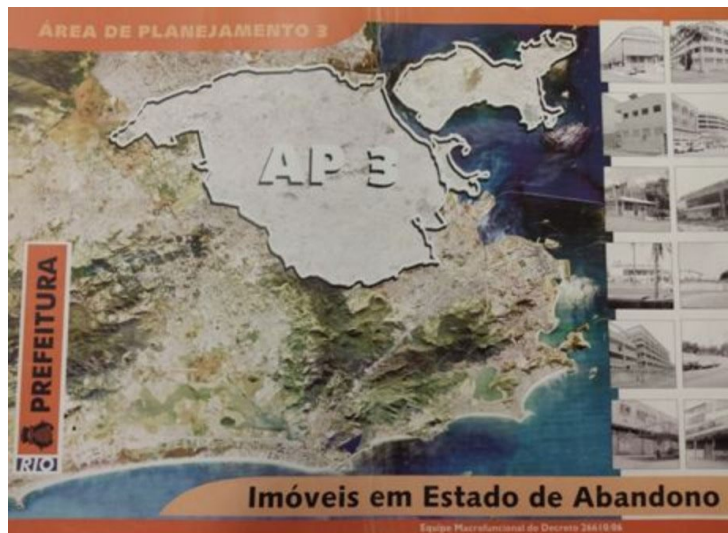 ÁREA DE PLANEJAMENTO 3
AP 3
PREFEITURA
RIO
Imóveis em Estado de Abandono
Equipe Macrofuncional do Decreto 26610/06